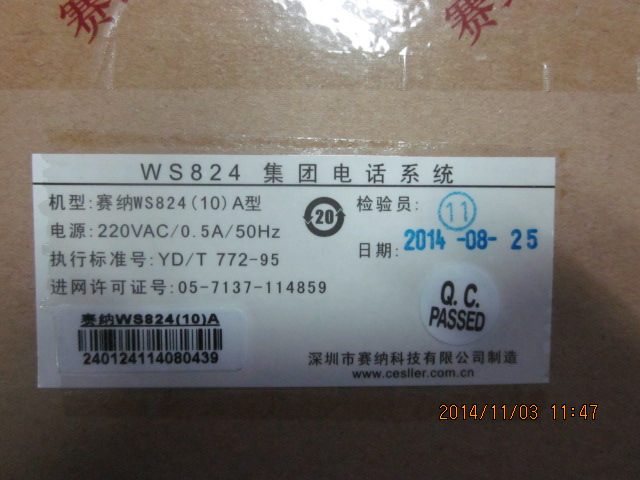 赛
赛纳
WS824 集团电话系统
机型:赛纳WS824(10)A型
检验员: 11
电源:220VAC/0.5A/50Hz
20
日期: 2014-08-25
执行标准号:YD/T 772-95
进网许可证号:05-7137-114859
Q.C.
PASSED
赛纳WS824(10)A
240124114080439
深圳市赛纳科技有限公司制造
www.cesller.com.cn
2014/11/03 11:47